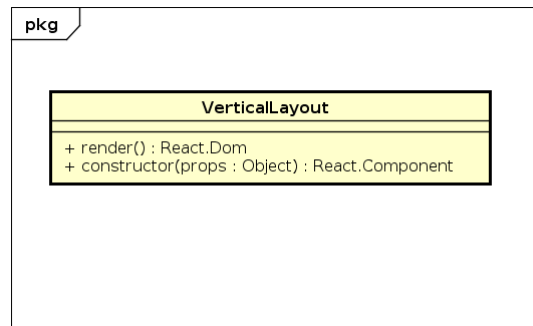 pkg
VerticalLayout
+ render() : React.Dom
+ constructor(props : Object) : React.Component